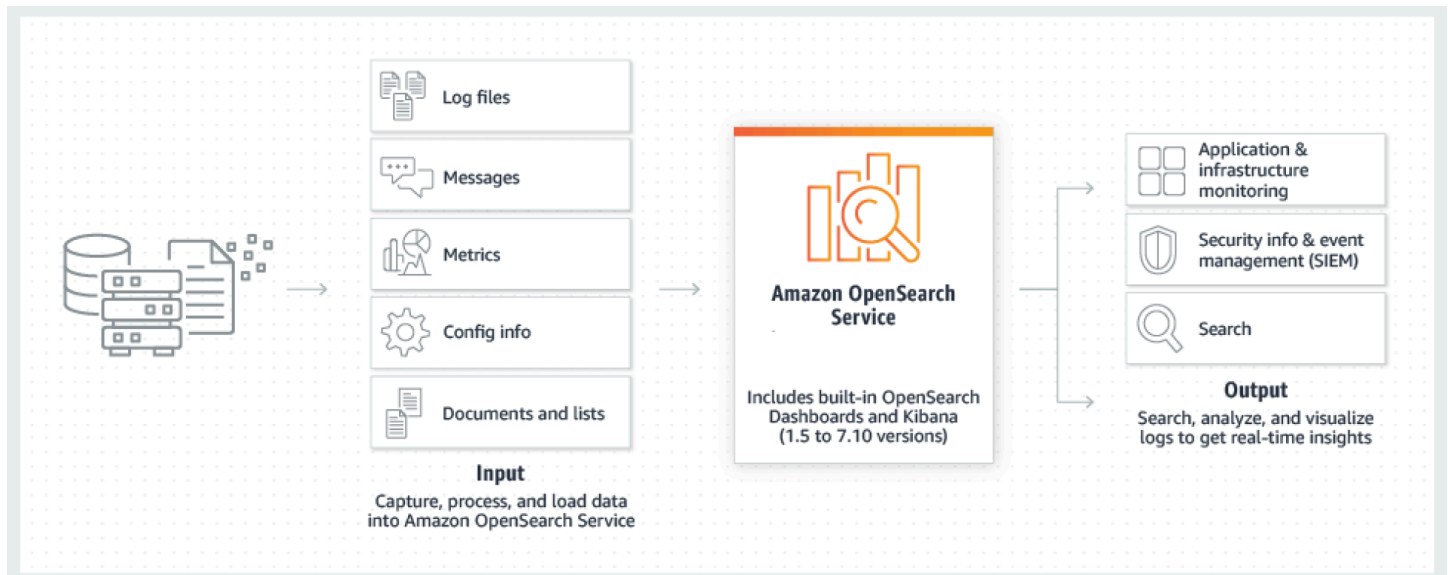 Log files
Messages
Metrics
Config info
Documents and lists
Input
Capture, process, and load data
into Amazon OpenSearch Service
Amazon OpenSearch
Service
Includes built-in OpenSearch
Dashboards and Kibana
(1.5 to 7.10 versions)
Application &
infrastructure
monitoring
Security info & event
management (SIEM)
Search
Output
Search, analyze, and visualize
logs to get real-time insights